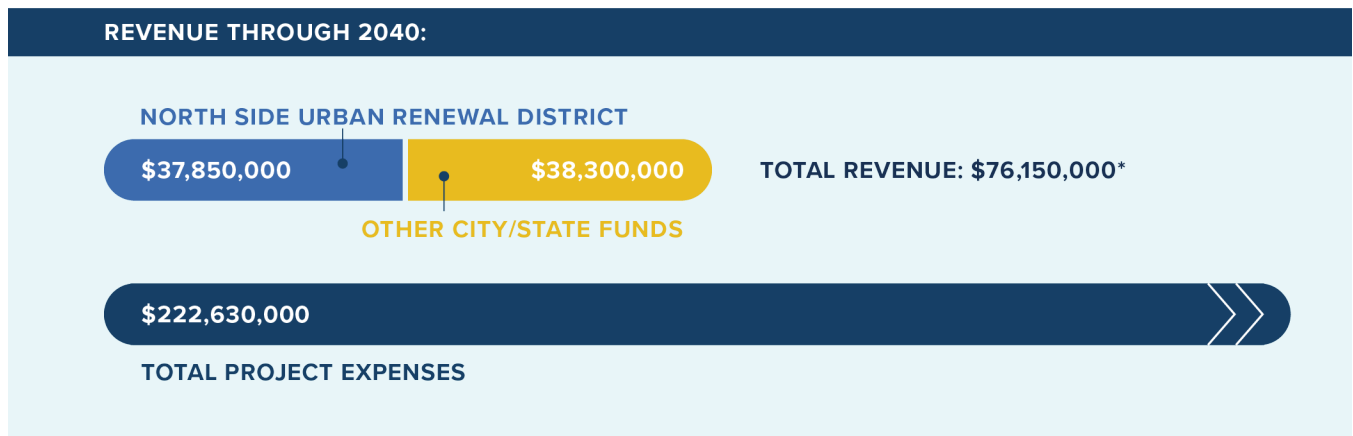 REVENUE THROUGH 2040:
NORTH SIDE URBAN RENEWAL DISTRICT
$37,850,000
$38,300,000
TOTAL REVENUE: $76,150,000*
OTHER CITY/STATE FUNDS
$222,630,000
TOTAL PROJECT EXPENSES